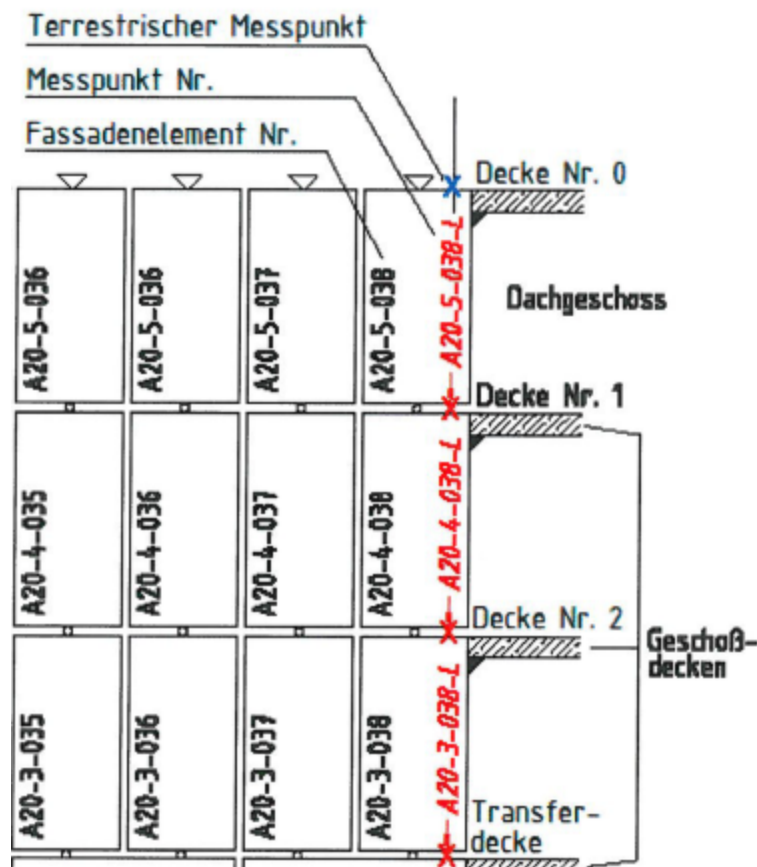 Terrestrischer Messpunkt
Messpunkt Nr.
Fassadenelement Nr.
Decke Nr. 0
A20-5-036
A20-5-036
A20-5-037
A20-5-038
A20-5-038-L
Dachgeschoss
Decke Nr. 1
A20-4-035
A20-4-036
A20-4-037
A20-4-038
A20-4-038-L
Decke Nr. 2
Geschoß-
decken
A20-3-035
A20-3-036
A20-3-037
A20-3-038
A20-3-038-L
Transfer-
decke